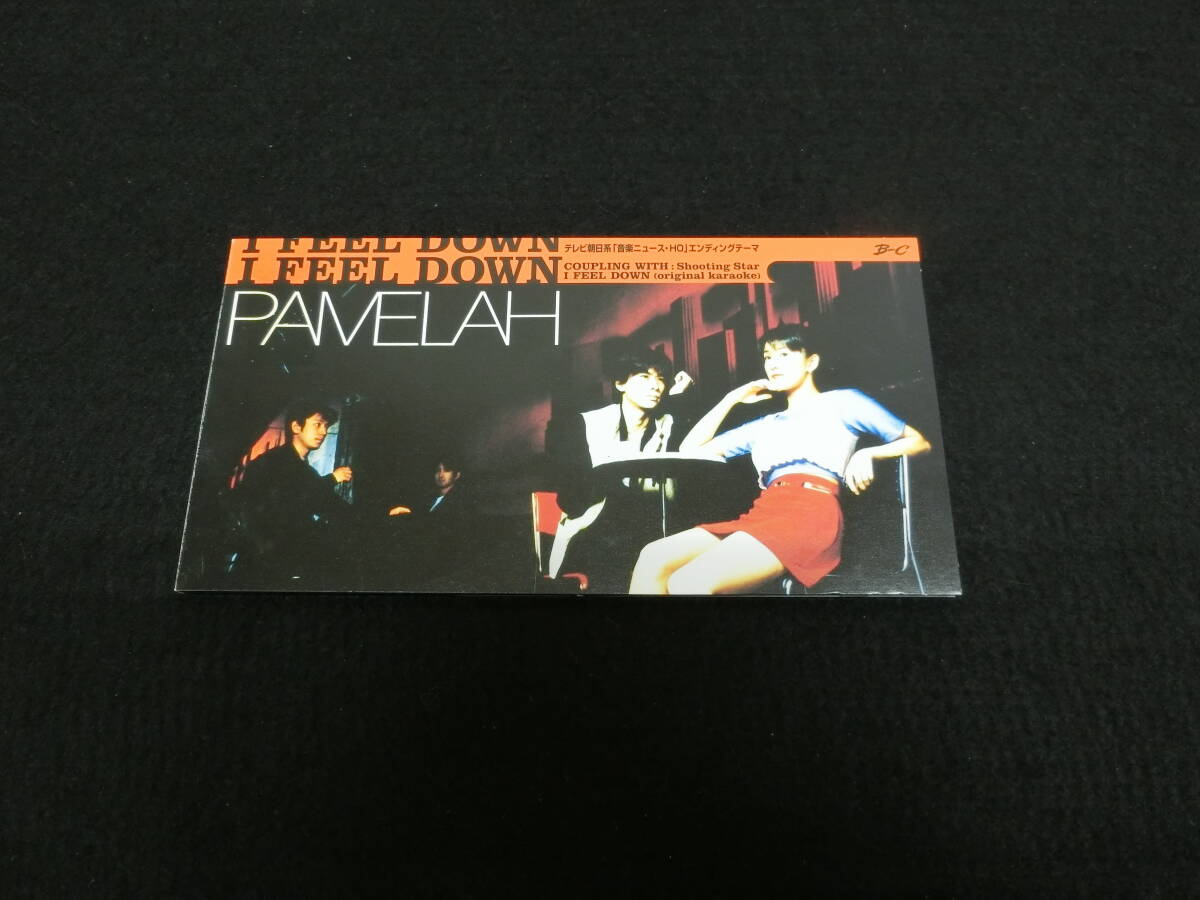 I FEEL DOWN
I FEEL DOWN
テレビ朝日系「音楽ニュース・HO」エンディングテーマ
B-C
COUPLING WITH : Shooting Star
I FEEL DOWN (original karaoke)
PAMELAH